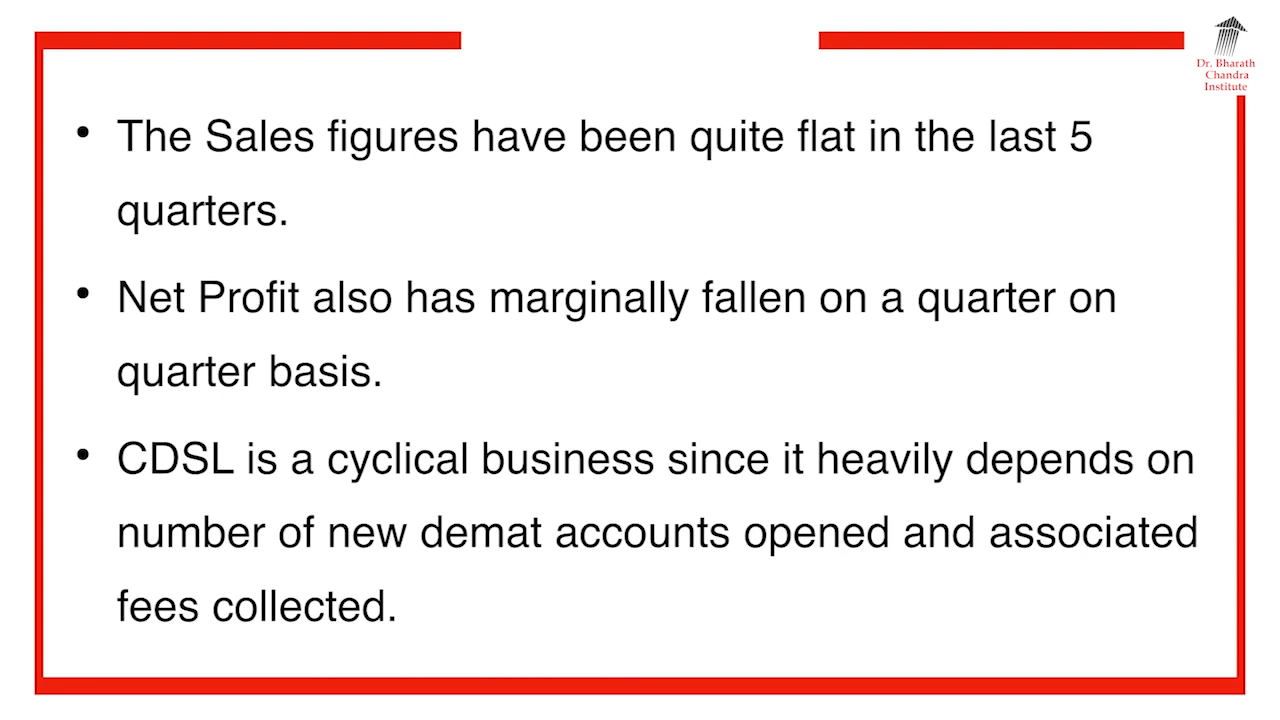 Dr. Bharath
Chandra
Institute
• The Sales figures have been quite flat in the last 5
quarters.
• Net Profit also has marginally fallen on a quarter on
quarter basis.
• CDSL is a cyclical business since it heavily depends on
number of new demat accounts opened and associated
fees collected.